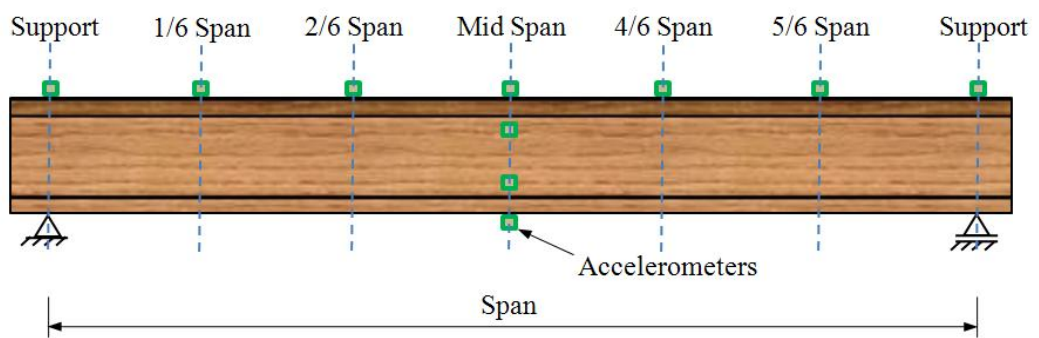 Support 1/6 Span 2/6 Span Mid Span 4/6 Span 5/6 Span Support
Accelerometers
Span